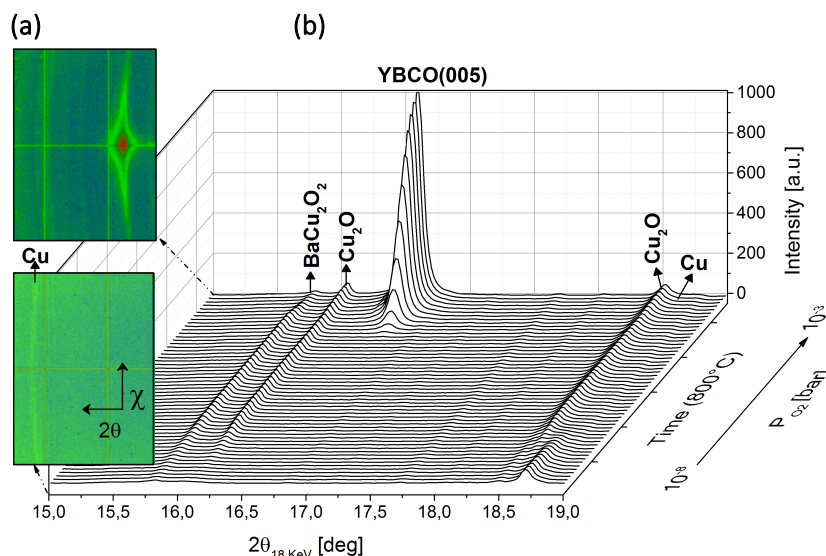 (a)
(b)
YBCO(005)
BaCu₂O₂
Cu₂O
Cu₂O
Cu
1000
800
600
400
200
0
Intensity [a.u.]
Cu
χ
2θ
15,0 15,5 16,0 16,5 17,0 17,5 18,0 18,5 19,0
2θ₁₈ KeV [deg]
Time (800°C)
10⁻⁸
10⁻³
P O2 [bar]